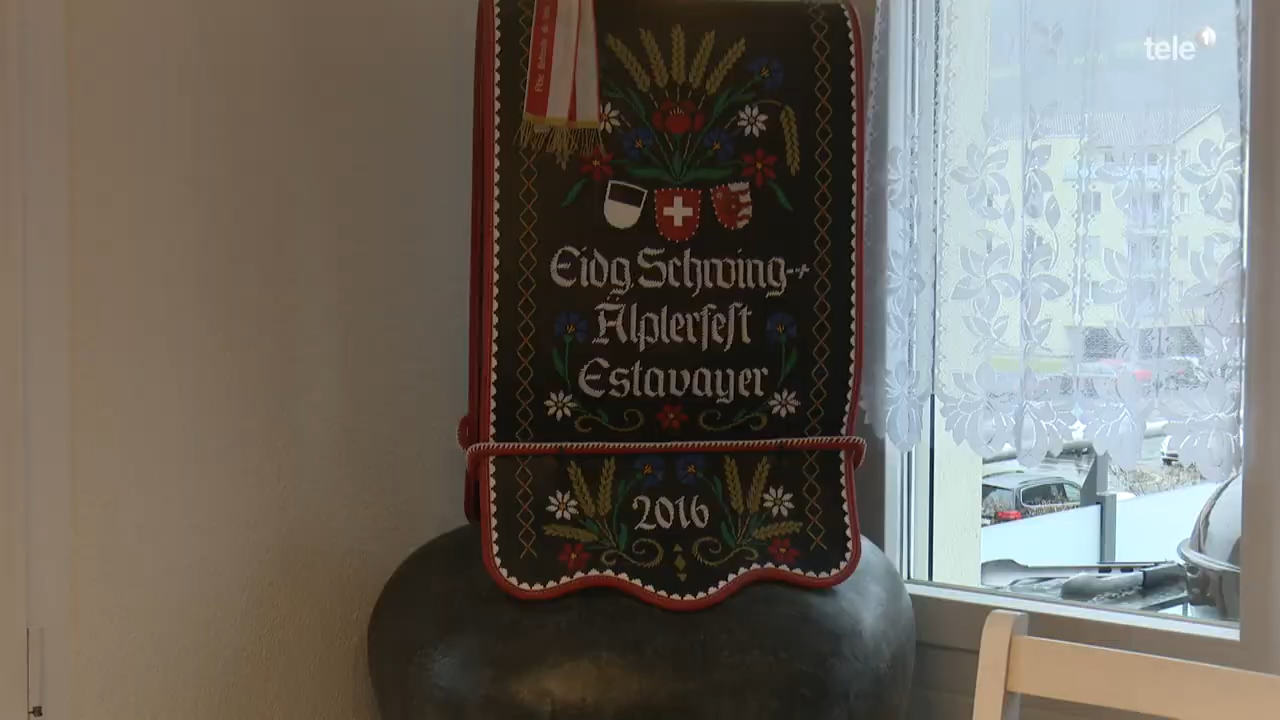 tele
Eidg. Schwing-+
Älplerfest
Estavayer
2016